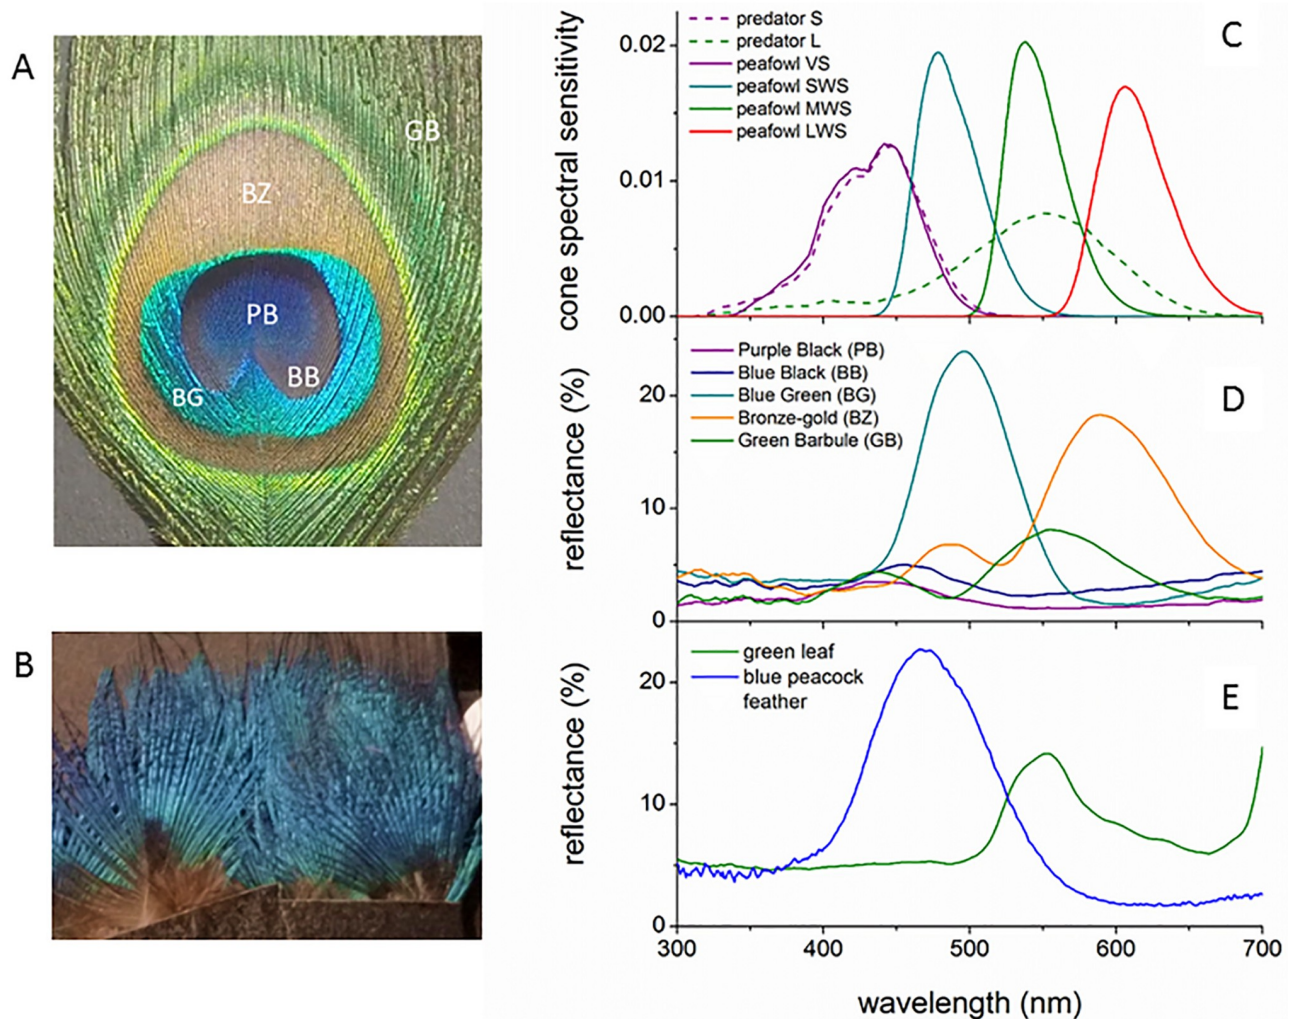 A
GB
BZ
PB
BB
BG
B
C
cone spectral sensitivity
0.02
0.01
0.00
predator S
predator L
peafowl VS
peafowl SWS
peafowl MWS
peafowl LWS
D
reflectance (%)
20
10
0
Purple Black (PB)
Blue Black (BB)
Blue Green (BG)
Bronze-gold (BZ)
Green Barbule (GB)
E
reflectance (%)
20
10
0
green leaf
blue peacock
feather
300 400 500 600 700
wavelength (nm)